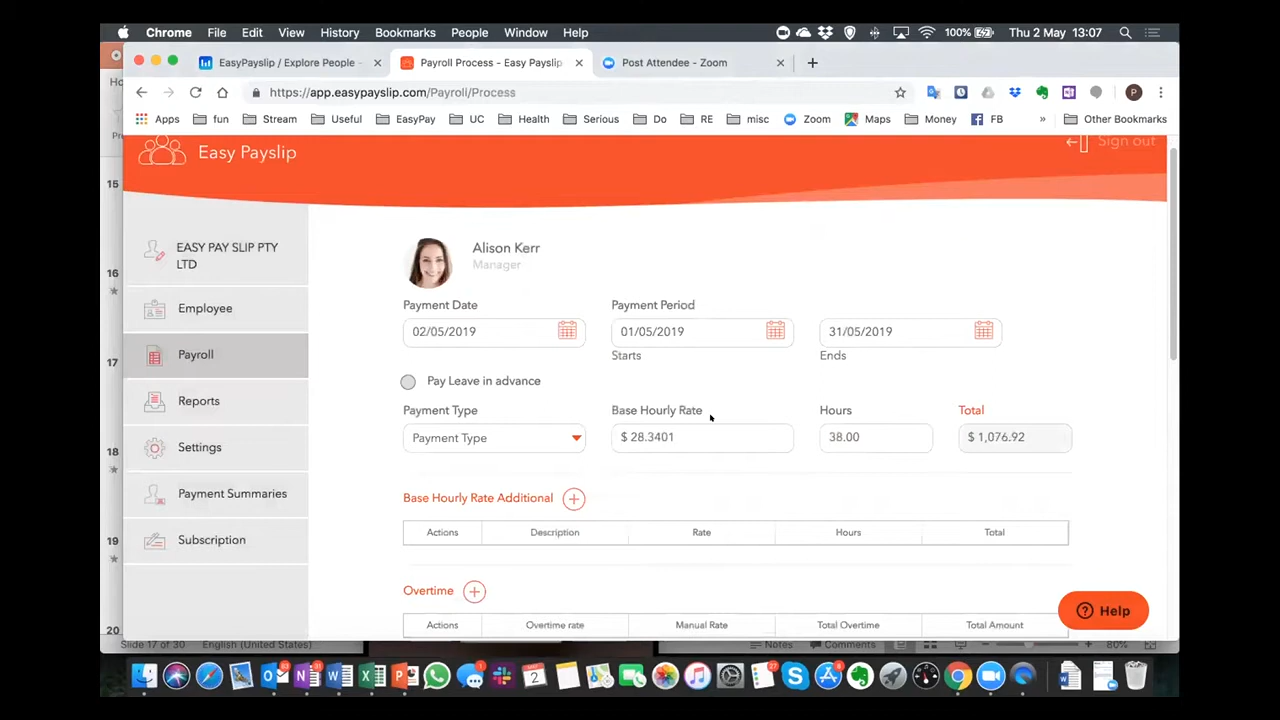 Chrome File Edit View History Bookmarks People Window Help 100% Thu 2 May 13:07
EasyPayslip / Explore People - Payroll Process - Easy Payslip Post Attendee - Zoom
https://app.easypayslip.com/Payroll/Process P
Apps fun Stream Useful EasyPay UC Health Serious Do RE misc Zoom Maps Money FB » Other Bookmarks
Easy Payslip
Sign out
15
16
17
18
19
20
EASY PAY SLIP PTY
LTD
Employee
Payroll
Reports
Settings
Payment Summaries
Subscription
Alison Kerr
Manager
Payment Date Payment Period
02/05/2019 01/05/2019 31/05/2019
Starts Ends
Pay Leave in advance
Payment Type Base Hourly Rate Hours Total
Payment Type $ 28.3401 38.00 $ 1,076.92
Base Hourly Rate Additional
Actions Description Rate Hours Total
Overtime
Actions Overtime rate Manual Rate Total Overtime Total Amount
Help
Slide 17 of 30 English (United States) Notes Comments 80%